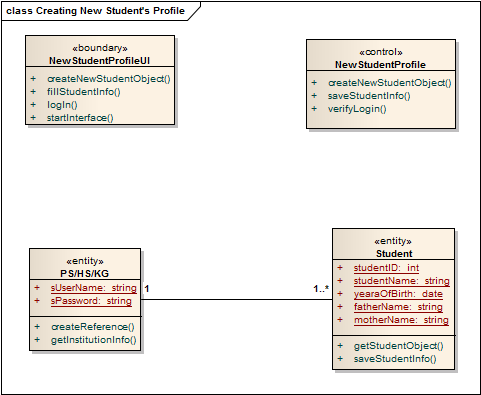 class Creating New Student's Profile
«boundary»
NewStudentProfileUI
+ createNewStudentObject()
+ fillStudentInfo()
+ logIn()
+ startInterface()
«control»
NewStudentProfile
+ createNewStudentObject()
+ saveStudentInfo()
+ verifyLogin()
«entity»
PS/HS/KG
+ sUserName: string
+ sPassword: string
+ createReference()
+ getInstitutionInfo()
1
1..*
«entity»
Student
+ studentID: int
+ studentName: string
+ yearaOfBirth: date
+ fatherName: string
+ motherName: string
+ getStudentObject()
+ saveStudentInfo()